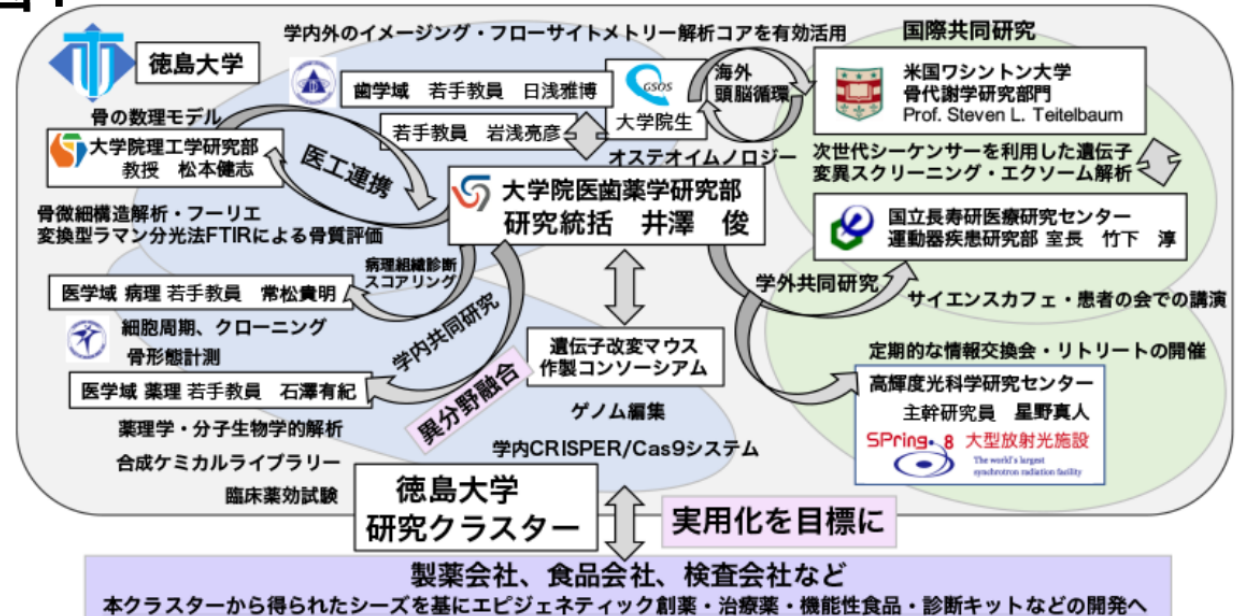 徳島大学
学内外のイメージング・フローサイトメトリー解析コアを有効活用
国際共同研究
歯学域 若手教員 日浅雅博
若手教員 岩浅亮彦
GSOS
大学院生
海外
頭脳循環
米国ワシントン大学
骨代謝学研究部門
Prof. Steven L. Teitelbaum
骨の数理モデル
大学院理工学研究部
教授 松本健志
医工連携
オステオイムノロジー
次世代シーケンサーを利用した遺伝子
変異スクリーニング・エクソーム解析
大学院医歯薬学研究部
研究統括 井澤 俊
国立長寿研医療研究センター
運動器疾患研究部 室長 竹下 淳
骨微細構造解析・フーリエ
変換型ラマン分光法FTIRによる骨質評価
病理組織診断
スコアリング
学外共同研究
サイエンスカフェ・患者の会での講演
医学域 病理 若手教員 常松貴明
細胞周期、クローニング
骨形態計測
学内共同研究
遺伝子改変マウス
作製コンソーシアム
定期的な情報交換会・リトリートの開催
医学域 薬理 若手教員 石澤有紀
異分野融合
高輝度光科学研究センター
主幹研究員 星野真人
SPring-8 大型放射光施設
The world's largest
synchrotron radiation facility
薬理学・分子生物学的解析
合成ケミカルライブラリー
臨床薬効試験
ゲノム編集
学内CRISPER/Cas9システム
徳島大学
研究クラスター
実用化を目標に
製薬会社、食品会社、検査会社など
本クラスターから得られたシーズを基にエピジェネティック創薬・治療薬・機能性食品・診断キットなどの開発へ